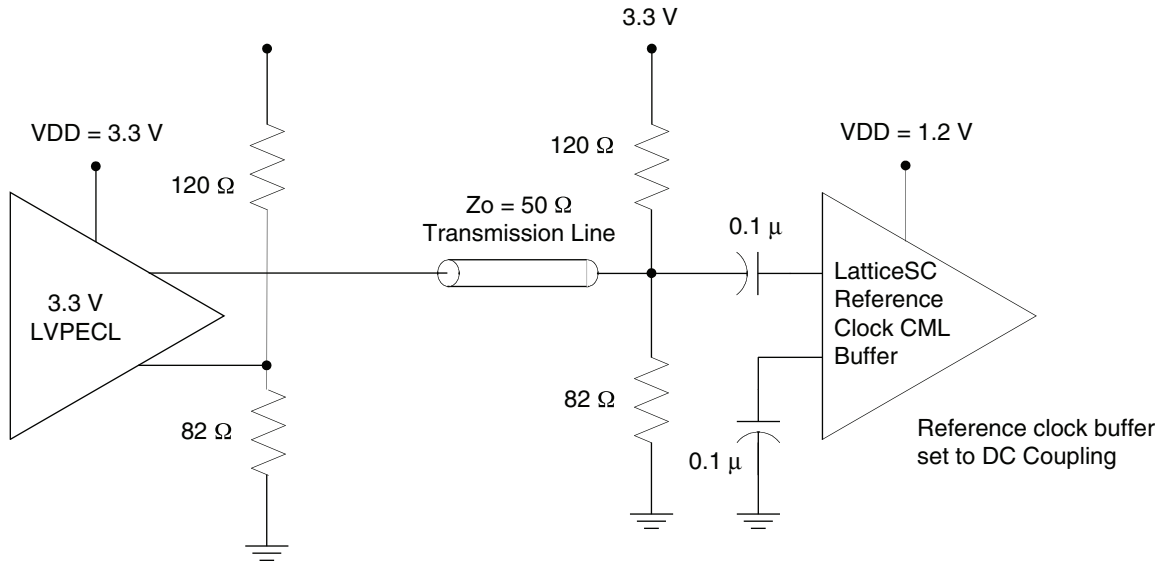 3.3 V
VDD = 3.3 V
VDD = 1.2 V
120 Ω
120 Ω
Zo = 50 Ω
Transmission Line
0.1 μ
3.3 V
LVPECL
LatticeSC
Reference
Clock CML
Buffer
82 Ω
82 Ω
0.1 μ
Reference clock buffer
set to DC Coupling